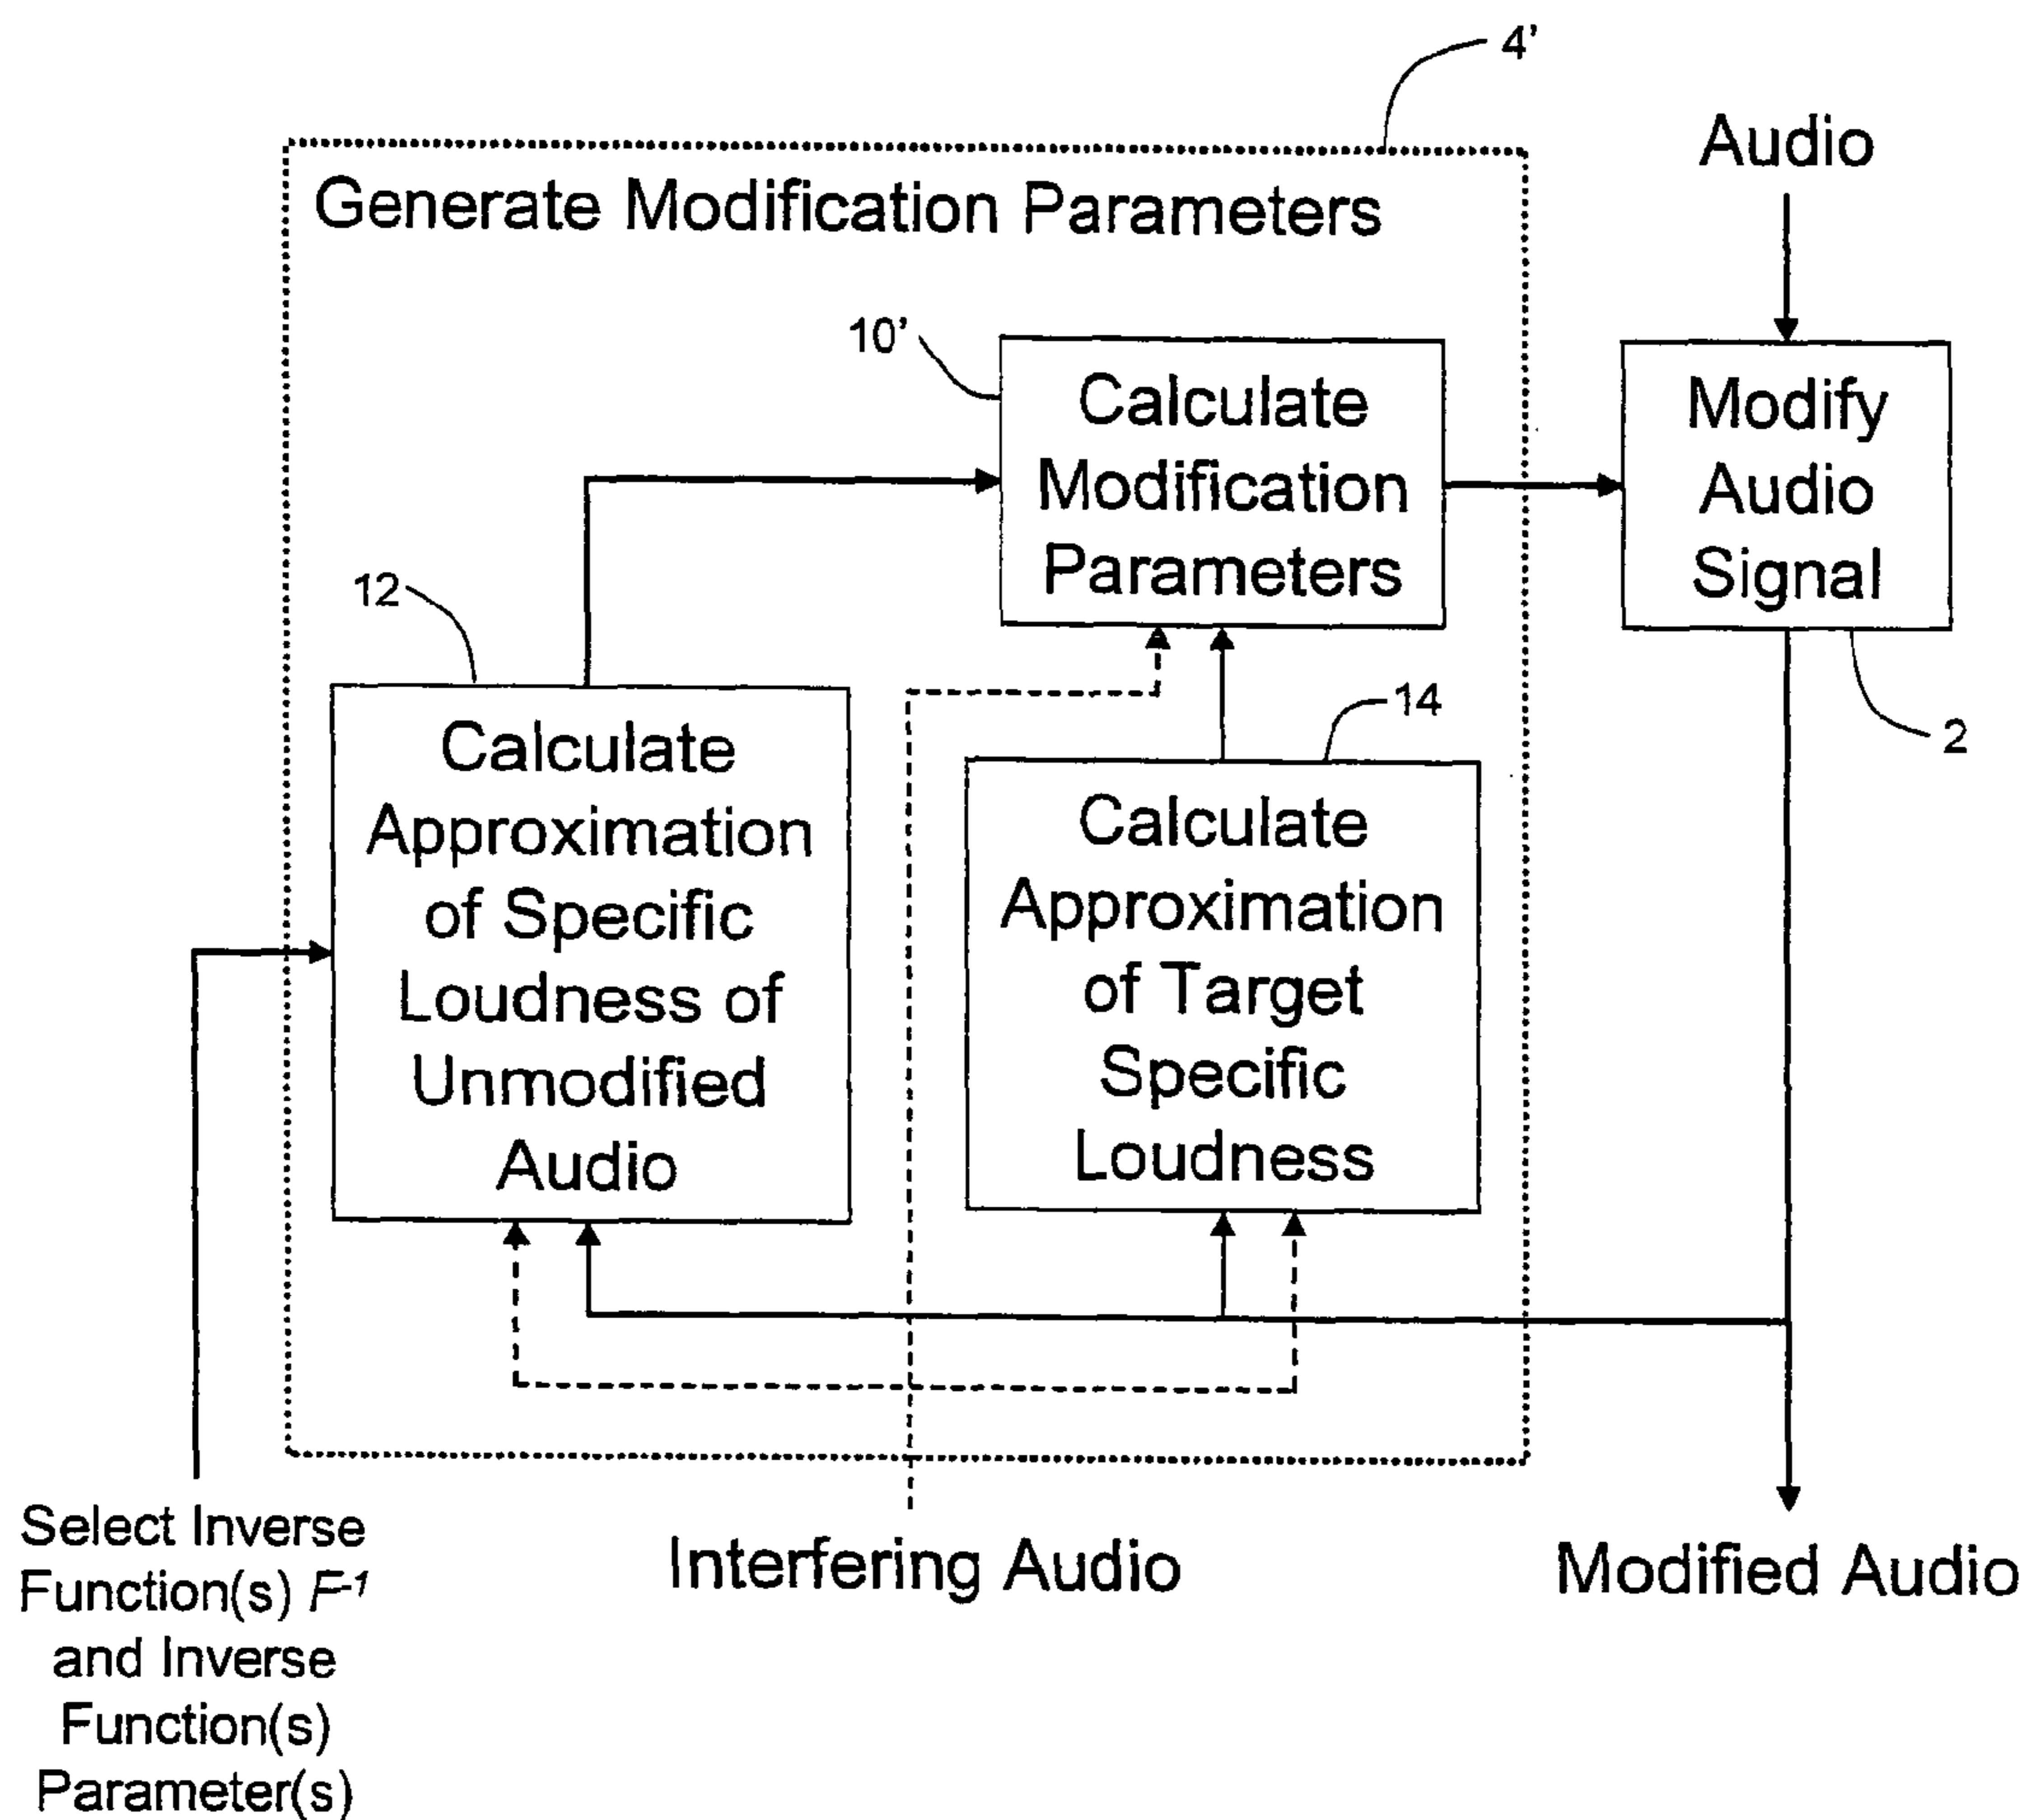 4’
Audio
Generate Modification Parameters
10’
Calculate
Modification
Parameters
Modify
Audio
Signal
12
14
2
Calculate
Approximation
of Specific
Loudness of
Unmodified
Audio
Calculate
Approximation
of Target
Specific
Loudness
Select Inverse
Function(s) F-1
and Inverse
Function(s)
Parameter(s)
Interfering Audio
Modified Audio